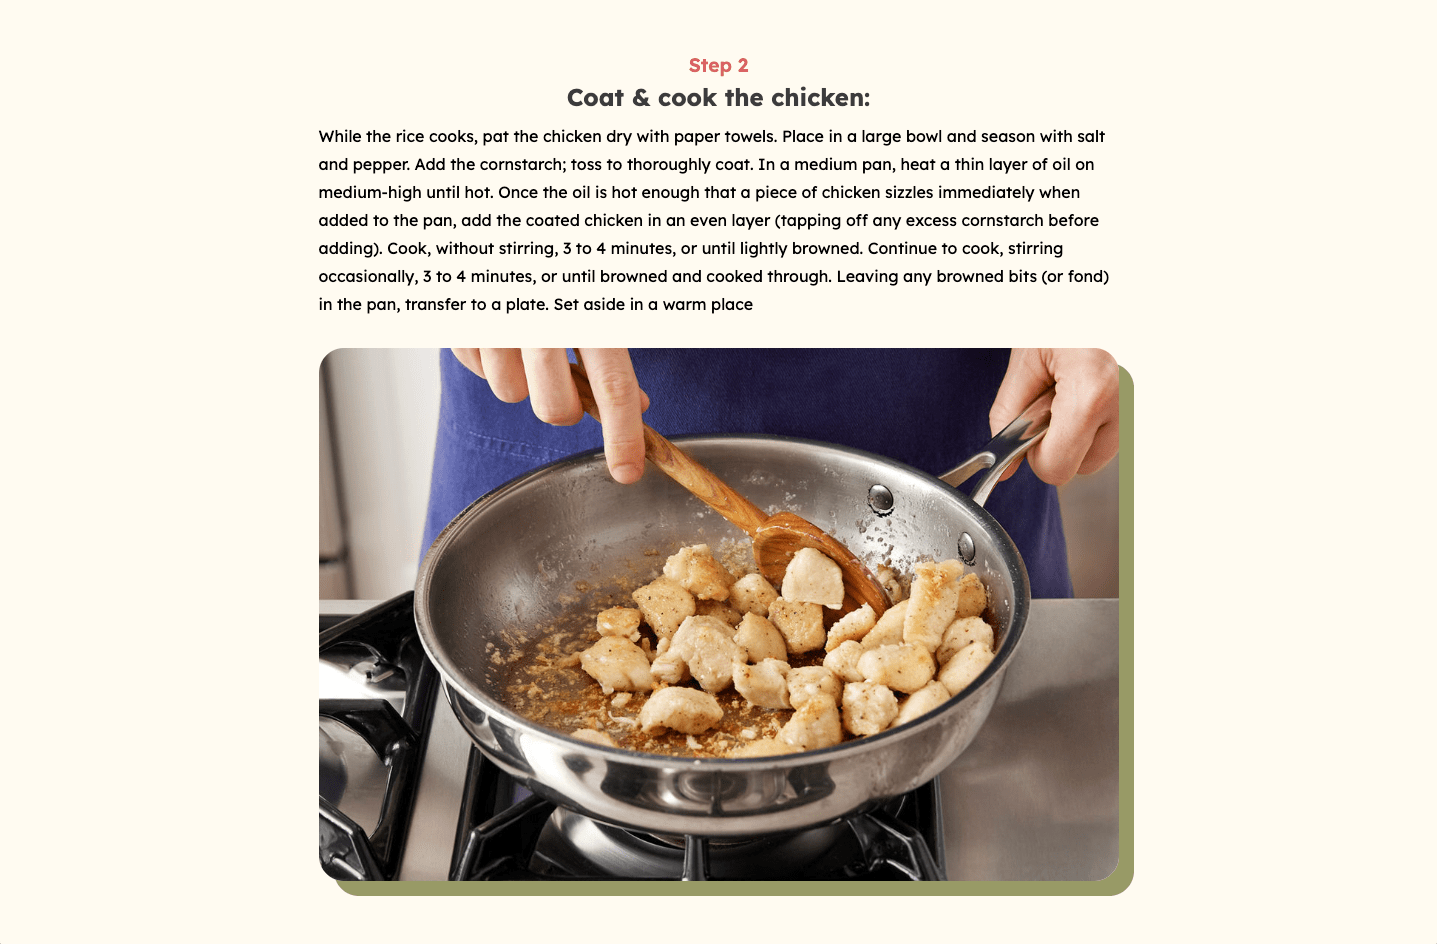 Step 2
Coat & cook the chicken:
While the rice cooks, pat the chicken dry with paper towels. Place in a large bowl and season with salt
and pepper. Add the cornstarch; toss to thoroughly coat. In a medium pan, heat a thin layer of oil on
medium-high until hot. Once the oil is hot enough that a piece of chicken sizzles immediately when
added to the pan, add the coated chicken in an even layer (tapping off any excess cornstarch before
adding). Cook, without stirring, 3 to 4 minutes, or until lightly browned. Continue to cook, stirring
occasionally, 3 to 4 minutes, or until browned and cooked through. Leaving any browned bits (or fond)
in the pan, transfer to a plate. Set aside in a warm place